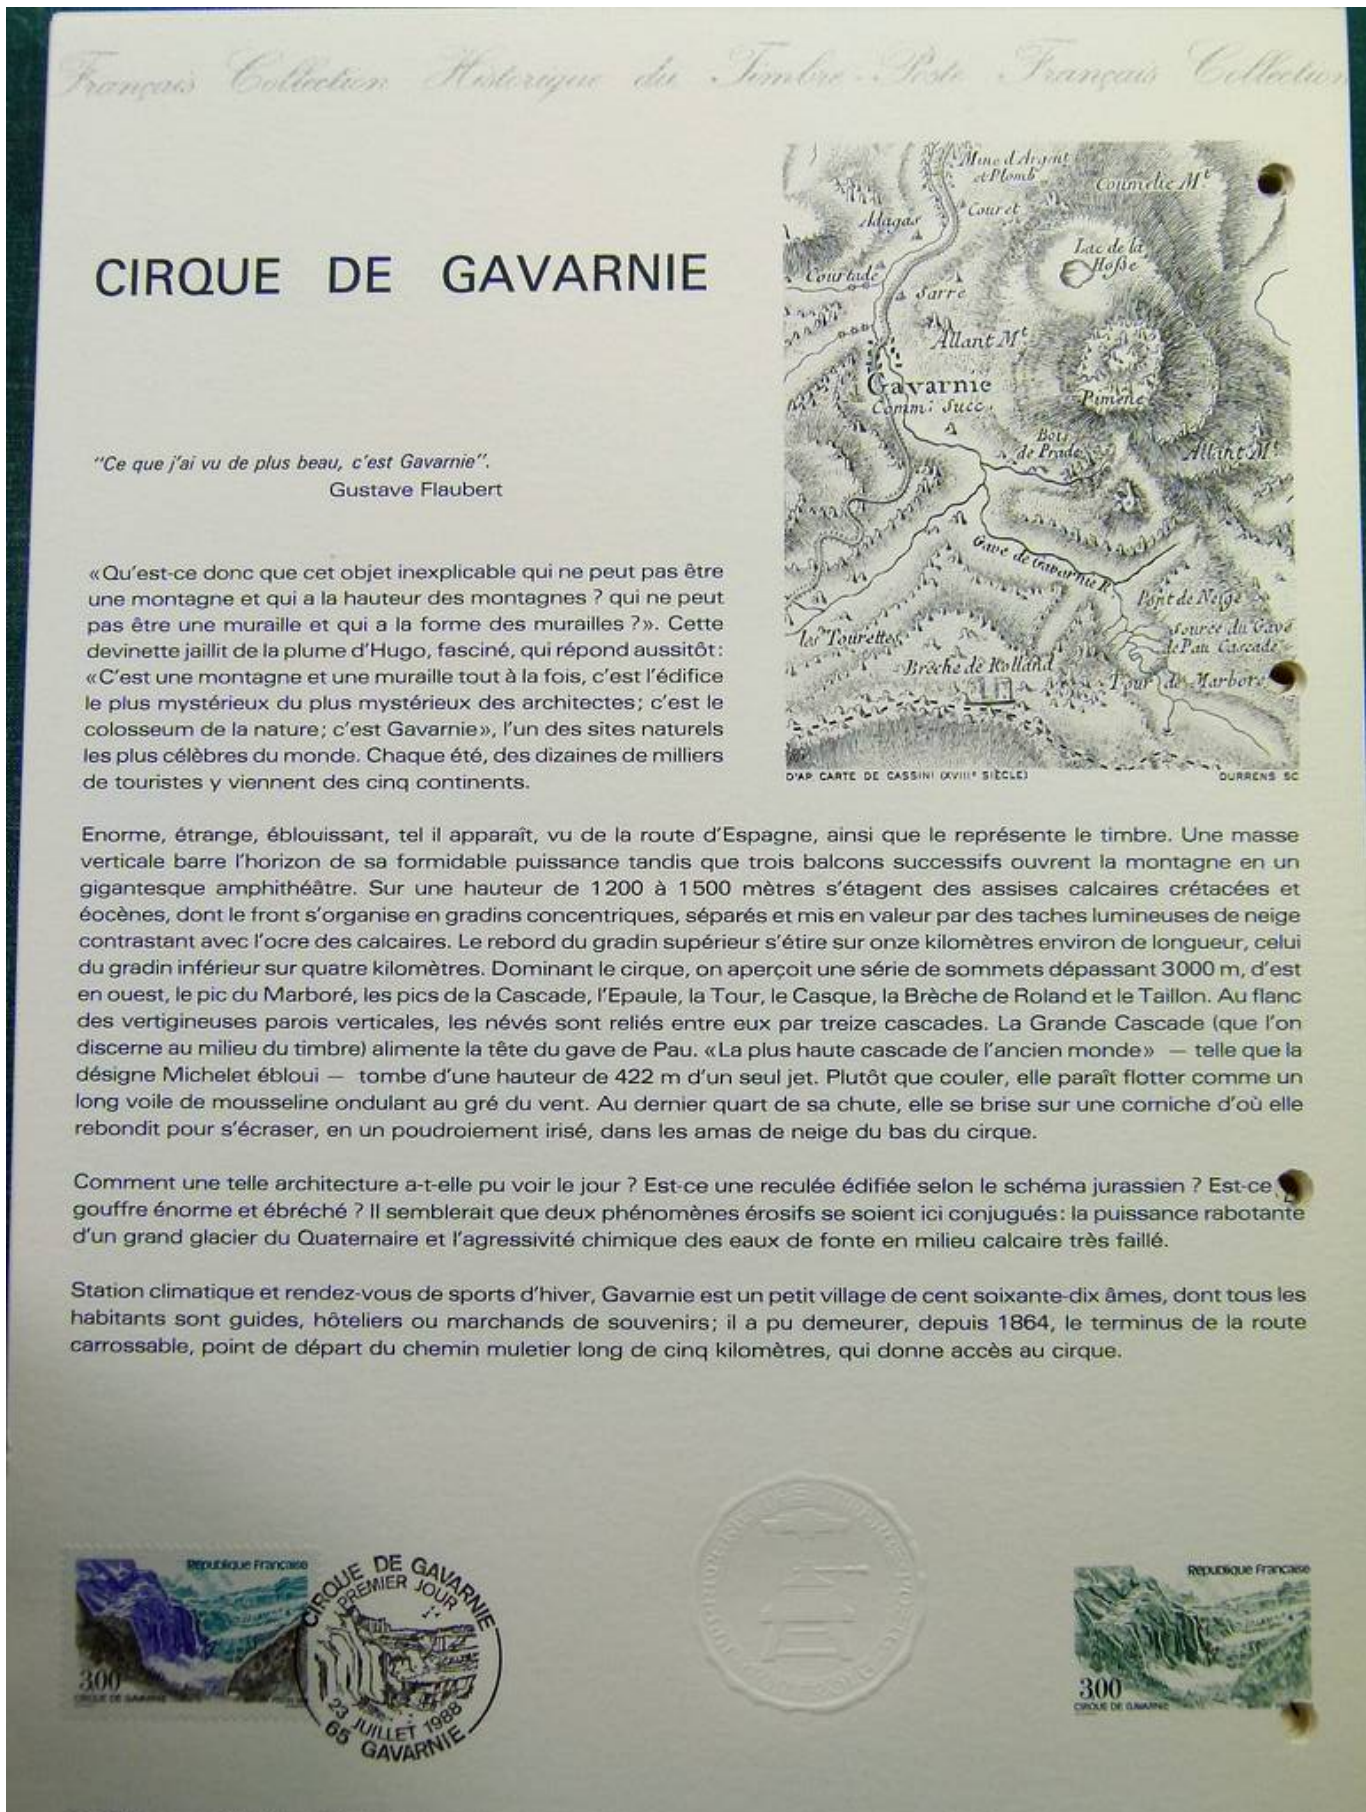 Français Collection Historique du Timbre-Poste Français Collection
CIRQUE DE GAVARNIE
"Ce que j'ai vu de plus beau, c'est Gavarnie".
Gustave Flaubert
«Qu'est-ce donc que cet objet inexplicable qui ne peut pas être
une montagne et qui a la hauteur des montagnes ? qui ne peut
pas être une muraille et qui a la forme des murailles ?». Cette
devinette jaillit de la plume d'Hugo, fasciné, qui répond aussitôt:
«C'est une montagne et une muraille tout à la fois, c'est l'édifice
le plus mystérieux du plus mystérieux des architectes; c'est le
colosseum de la nature; c'est Gavarnie», l'un des sites naturels
les plus célèbres du monde. Chaque été, des dizaines de milliers
de touristes y viennent des cinq continents.
Mine d'Argent
et Plomb
Coumelie Mt.
Adagas
Couret
Lac de la
Hoſse
Courtade
Sarre
Allant Mt.
Gavarnie
Comm: Succ.
Pimené
Bois
de Prade
Allant Mt.
Gave de Gavarnie R.
Pont de Neige
Source du Gave
de Pau Cascade
les Tourettes
Brêche de Rolland
Tour de Marbore
D'AP. CARTE DE CASSINI (XVIIIe SIÈCLE)
DURRENS SC
Enorme, étrange, éblouissant, tel il apparaît, vu de la route d'Espagne, ainsi que le représente le timbre. Une masse
verticale barre l'horizon de sa formidable puissance tandis que trois balcons successifs ouvrent la montagne en un
gigantesque amphithéâtre. Sur une hauteur de 1200 à 1500 mètres s'étagent des assises calcaires crétacées et
éocènes, dont le front s'organise en gradins concentriques, séparés et mis en valeur par des taches lumineuses de neige
contrastant avec l'ocre des calcaires. Le rebord du gradin supérieur s'étire sur onze kilomètres environ de longueur, celui
du gradin inférieur sur quatre kilomètres. Dominant le cirque, on aperçoit une série de sommets dépassant 3000 m, d'est
en ouest, le pic du Marboré, les pics de la Cascade, l'Epaule, la Tour, le Casque, la Brèche de Roland et le Taillon. Au flanc
des vertigineuses parois verticales, les névés sont reliés entre eux par treize cascades. La Grande Cascade (que l'on
discerne au milieu du timbre) alimente la tête du gave de Pau. «La plus haute cascade de l'ancien monde» — telle que la
désigne Michelet ébloui — tombe d'une hauteur de 422 m d'un seul jet. Plutôt que couler, elle paraît flotter comme un
long voile de mousseline ondulant au gré du vent. Au dernier quart de sa chute, elle se brise sur une corniche d'où elle
rebondit pour s'écraser, en un poudroiement irisé, dans les amas de neige du bas du cirque.
Comment une telle architecture a-t-elle pu voir le jour ? Est-ce une reculée édifiée selon le schéma jurassien ? Est-ce
gouffre énorme et ébréché ? Il semblerait que deux phénomènes érosifs se soient ici conjugués: la puissance rabotante
d'un grand glacier du Quaternaire et l'agressivité chimique des eaux de fonte en milieu calcaire très faillé.
Station climatique et rendez-vous de sports d'hiver, Gavarnie est un petit village de cent soixante-dix âmes, dont tous les
habitants sont guides, hôteliers ou marchands de souvenirs; il a pu demeurer, depuis 1864, le terminus de la route
carrossable, point de départ du chemin muletier long de cinq kilomètres, qui donne accès au cirque.
République Française
3.00
CIRQUE DE GAVARNIE
CIRQUE DE GAVARNIE
PREMIER JOUR
23 JUILLET 1988
65 GAVARNIE
République Française
3.00
CIRQUE DE GAVARNIE